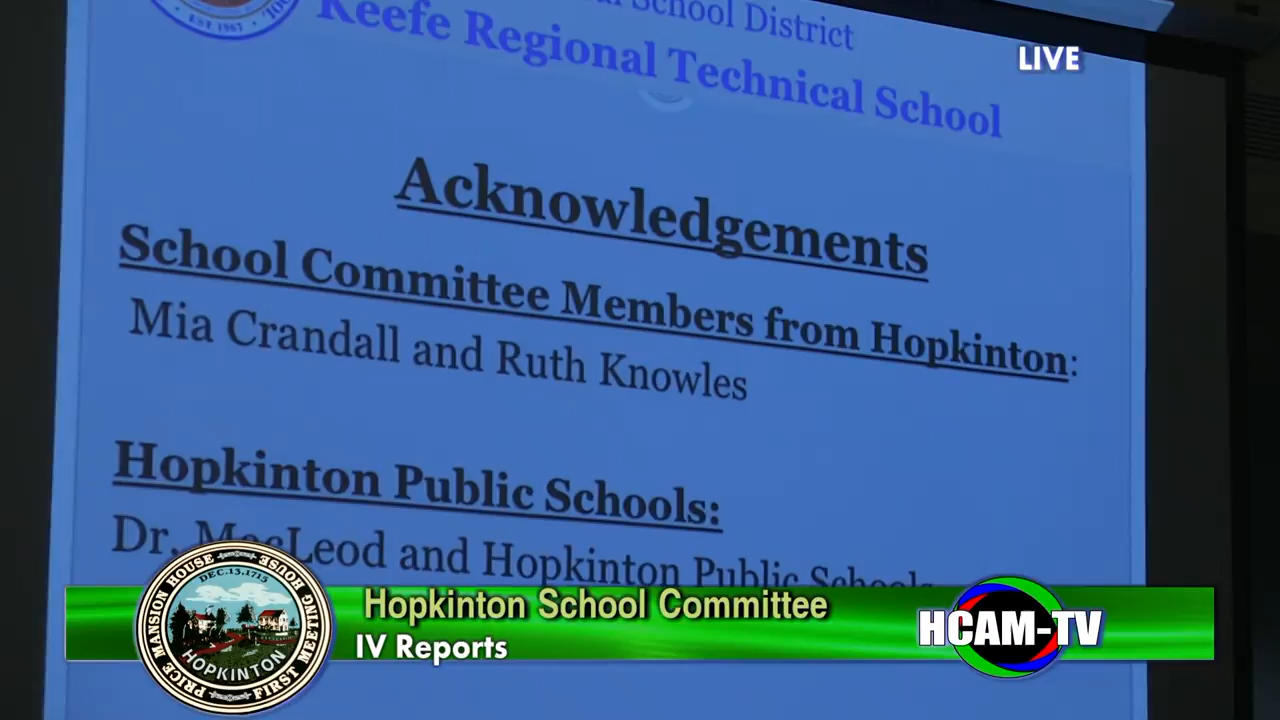 EST 1967
School District
Keefe Regional Technical School
LIVE
Acknowledgements
School Committee Members from Hopkinton:
Mia Crandall and Ruth Knowles
Hopkinton Public Schools:
Dr. MacLeod and Hopkinton Public Schools
Hopkinton School Committee
IV Reports
PRICE MANSION HOUSE FIRST MEETING HOUSE
DEC.13.1715
HOPKINTON
HCAM-TV